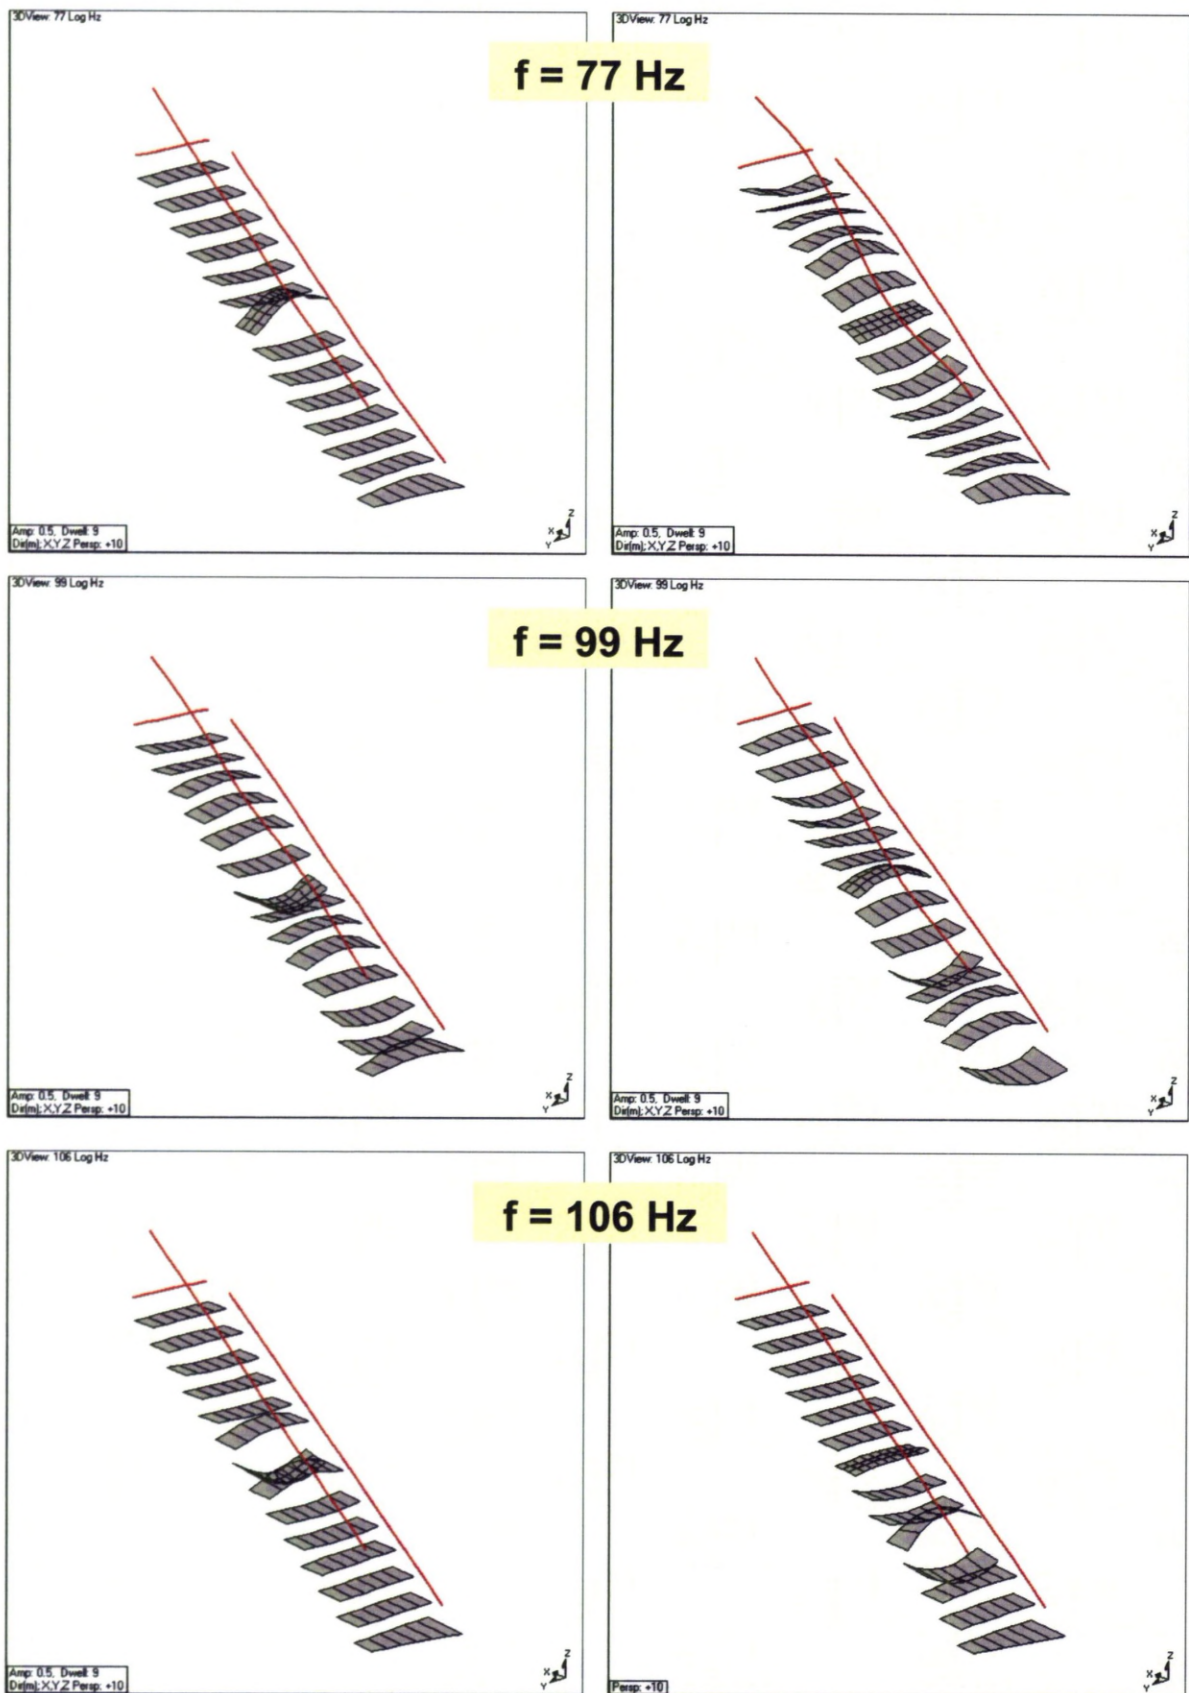 3DView: 77 Log Hz
3DView: 77 Log Hz
f = 77 Hz
Amp: 0.5, Dwell: 9
Dir(m): X,Y,Z Persp: +10
X Y Z
Amp: 0.5, Dwell: 9
Dir(m): X,Y,Z Persp: +10
X Y Z
3DView: 99 Log Hz
3DView: 99 Log Hz
f = 99 Hz
Amp: 0.5, Dwell: 9
Dir(m): X,Y,Z Persp: +10
X Y Z
Amp: 0.5, Dwell: 9
Dir(m): X,Y,Z Persp: +10
X Y Z
3DView: 106 Log Hz
3DView: 106 Log Hz
f = 106 Hz
Amp: 0.5, Dwell: 9
Dir(m): X,Y,Z Persp: +10
X Y Z
Persp: +10
X Y Z